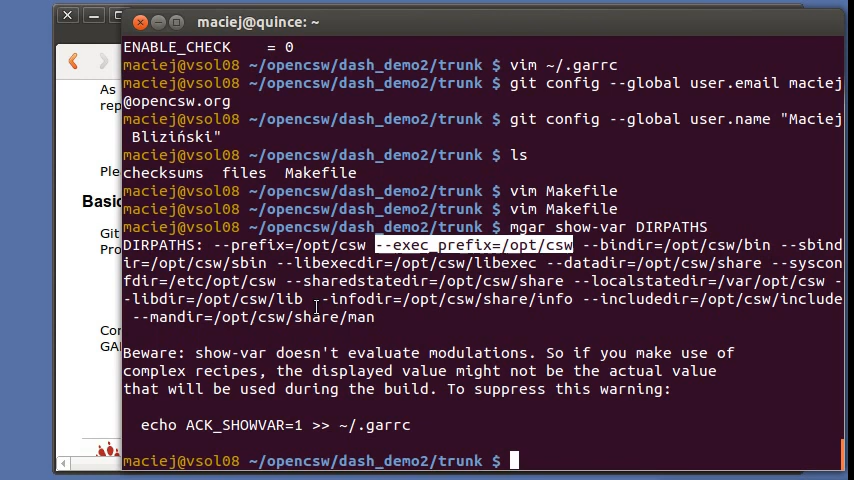 maciej@quince: ~
As
rep
Ple
Basic
Git
Pro
Con
GA
ENABLE_CHECK    = 0
maciej@vsol08 ~/opencsw/dash_demo2/trunk $ vim ~/.garrc
maciej@vsol08 ~/opencsw/dash_demo2/trunk $ git config --global user.email maciej
@opencsw.org
maciej@vsol08 ~/opencsw/dash_demo2/trunk $ git config --global user.name "Maciej
 Bliziński"
maciej@vsol08 ~/opencsw/dash_demo2/trunk $ ls
checksums  files  Makefile
maciej@vsol08 ~/opencsw/dash_demo2/trunk $ vim Makefile
maciej@vsol08 ~/opencsw/dash_demo2/trunk $ vim Makefile
maciej@vsol08 ~/opencsw/dash_demo2/trunk $ mgar show-var DIRPATHS
DIRPATHS: --prefix=/opt/csw --exec_prefix=/opt/csw --bindir=/opt/csw/bin --sbind
ir=/opt/csw/sbin --libexecdir=/opt/csw/libexec --datadir=/opt/csw/share --syscon
fdir=/etc/opt/csw --sharedstatedir=/opt/csw/share --localstatedir=/var/opt/csw -
-libdir=/opt/csw/lib --infodir=/opt/csw/share/info --includedir=/opt/csw/include
 --mandir=/opt/csw/share/man
Beware: show-var doesn't evaluate modulations. So if you make use of
complex recipes, the displayed value might not be the actual value
that will be used during the build. To suppress this warning:
  echo ACK_SHOWVAR=1 >> ~/.garrc
maciej@vsol08 ~/opencsw/dash_demo2/trunk $